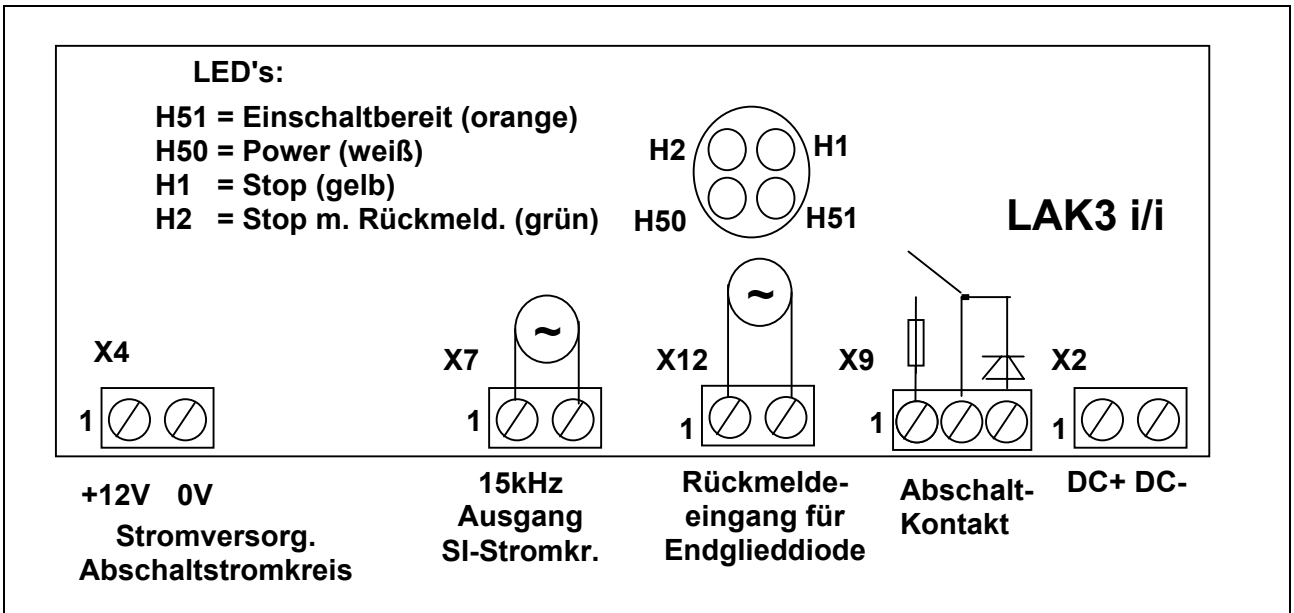 LED's:
H51 = Einschaltbereit (orange)
H50 = Power (weiß)
H1 = Stop (gelb)
H2 = Stop m. Rückmeld. (grün)
H2
H1
H50
H51
LAK3 i/i
~
~
X4
X7
X12
X9
X2
1
1
1
1
1
+12V 0V
Stromversorg.
Abschaltstromkreis
15kHz
Ausgang
SI-Stromkr.
Rückmelde-
eingang für
Endglieddiode
Abschalt-
Kontakt
DC+ DC-